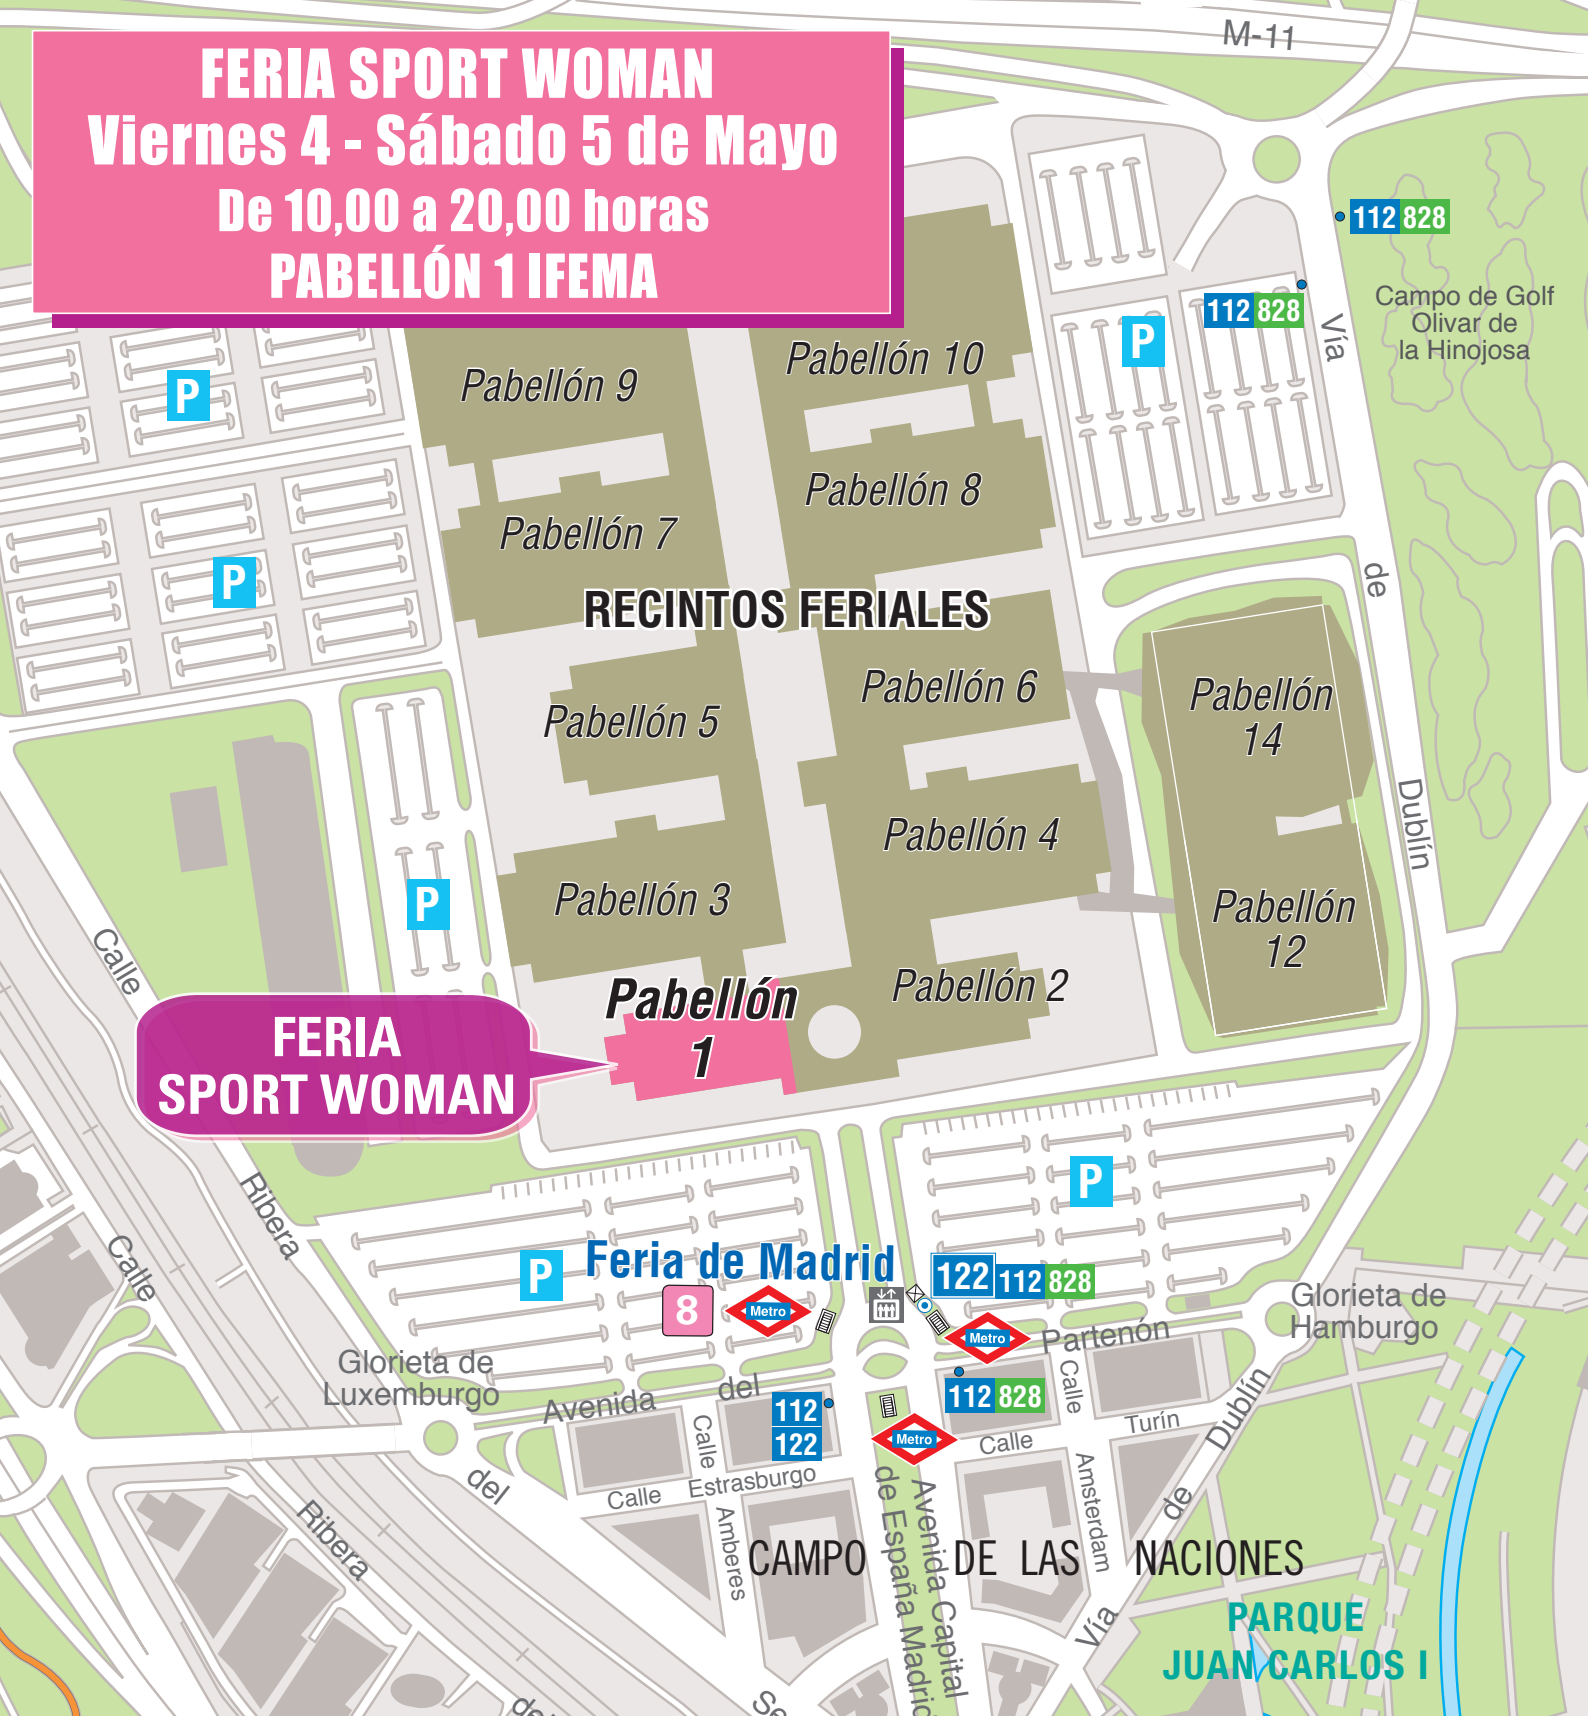 M-11
FERIA SPORT WOMAN
Viernes 4 - Sábado 5 de Mayo
De 10,00 a 20,00 horas
PABELLÓN 1 IFEMA
112 828
112 828
Campo de Golf
Olivar de
la Hinojosa
Vía
de
Dublín
P
P
P
Pabellón 9
Pabellón 10
Pabellón 7
Pabellón 8
RECINTOS FERIALES
Pabellón 5
Pabellón 6
Pabellón
14
Pabellón 3
Pabellón 4
Pabellón
12
P
Pabellón 2
Pabellón
1
FERIA
SPORT WOMAN
Calle
Ribera
Calle
P
P
Feria de Madrid
8
Metro
122 112 828
Metro
Partenón
Glorieta de
Hamburgo
Glorieta de
Luxemburgo
Avenida
del
112
122
112 828
Metro
Calle
Turín
Calle
Amsterdam
Calle
Estrasburgo
Calle
Amberes
del
Ribera
Dublín
de
Vía
Avenida Capital
de España Madrid
CAMPO DE LAS NACIONES
PARQUE
JUAN CARLOS I